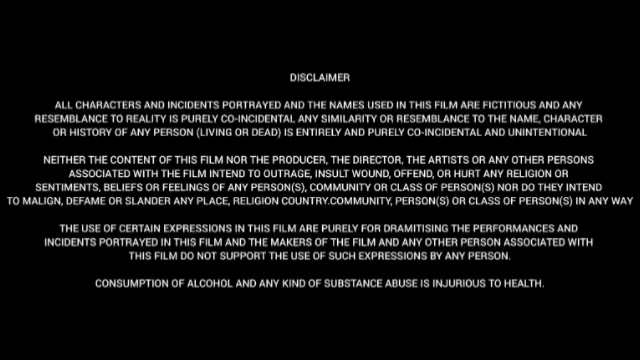 DISCLAIMER
ALL CHARACTERS AND INCIDENTS PORTRAYED AND THE NAMES USED IN THIS FILM ARE FICTITIOUS AND ANY
RESEMBLANCE TO REALITY IS PURELY CO-INCIDENTAL ANY SIMILARITY OR RESEMBLANCE TO THE NAME, CHARACTER
OR HISTORY OF ANY PERSON (LIVING OR DEAD) IS ENTIRELY AND PURELY CO-INCIDENTAL AND UNINTENTIONAL
NEITHER THE CONTENT OF THIS FILM NOR THE PRODUCER, THE DIRECTOR, THE ARTISTS OR ANY OTHER PERSONS
ASSOCIATED WITH THE FILM INTEND TO OUTRAGE, INSULT WOUND, OFFEND, OR HURT ANY RELIGION OR
SENTIMENTS, BELIEFS OR FEELINGS OF ANY PERSON(S), COMMUNITY OR CLASS OF PERSON(S) NOR DO THEY INTEND
TO MALIGN, DEFAME OR SLANDER ANY PLACE, RELIGION COUNTRY.COMMUNITY, PERSON(S) OR CLASS OF PERSON(S) IN ANY WAY
THE USE OF CERTAIN EXPRESSIONS IN THIS FILM ARE PURELY FOR DRAMITISING THE PERFORMANCES AND
INCIDENTS PORTRAYED IN THIS FILM AND THE MAKERS OF THE FILM AND ANY OTHER PERSON ASSOCIATED WITH
THIS FILM DO NOT SUPPORT THE USE OF SUCH EXPRESSIONS BY ANY PERSON.
CONSUMPTION OF ALCOHOL AND ANY KIND OF SUBSTANCE ABUSE IS INJURIOUS TO HEALTH.